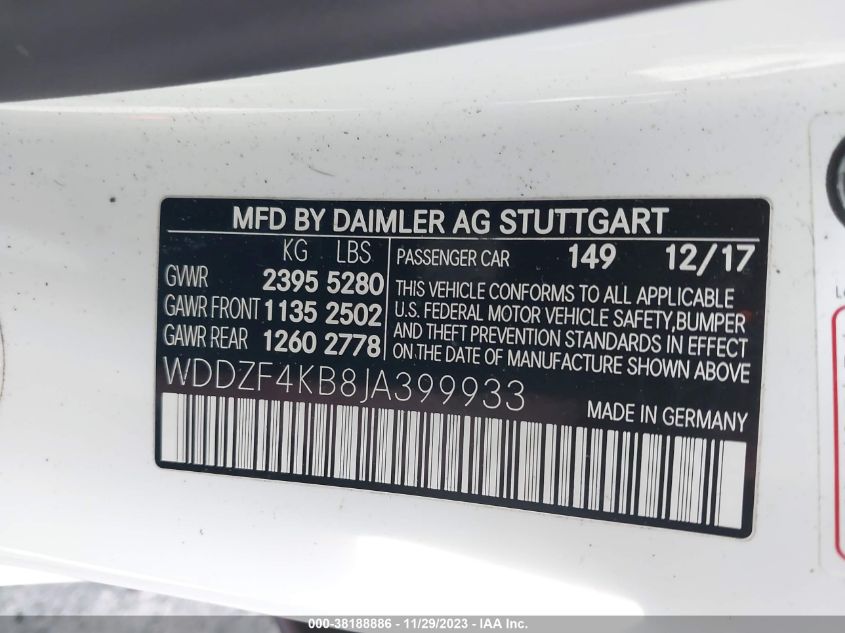 MFD BY DAIMLER AG STUTTGART
KG LBS
GVWR 2395 5280
GAWR FRONT 1135 2502
GAWR REAR 1260 2778
PASSENGER CAR 149 12/17
THIS VEHICLE CONFORMS TO ALL APPLICABLE
U.S. FEDERAL MOTOR VEHICLE SAFETY,BUMPER
AND THEFT PREVENTION STANDARDS IN EFFECT
ON THE DATE OF MANUFACTURE SHOWN ABOVE
WDDZF4KB8JA399933
MADE IN GERMANY
000-38188886 - 11/29/2023 - IAA Inc.